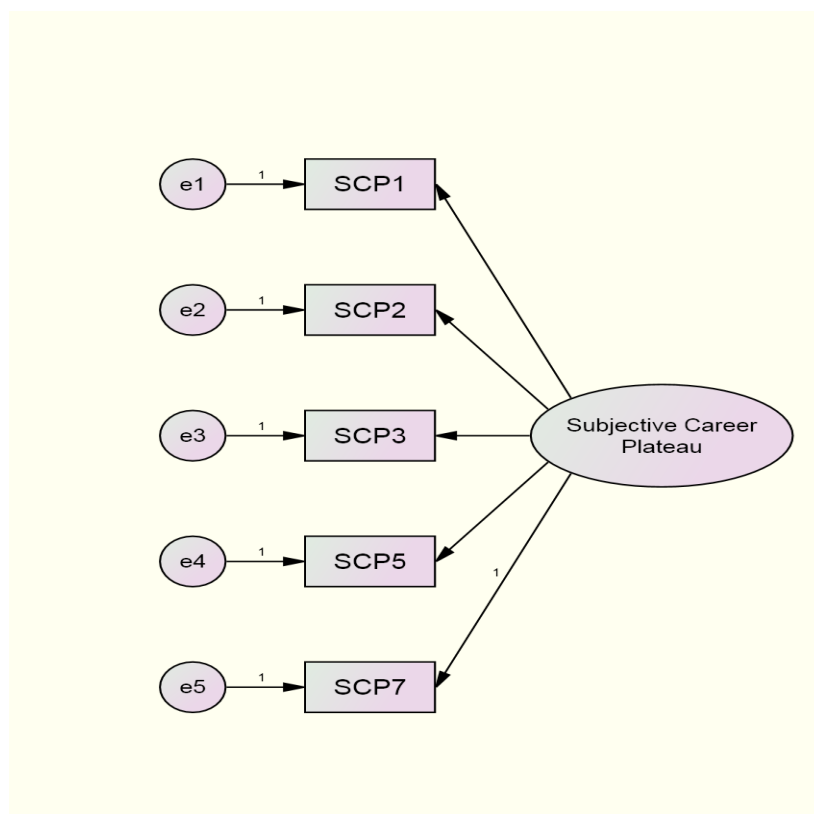 e1
1
SCP1
e2
1
SCP2
e3
1
SCP3
Subjective Career
Plateau
e4
1
SCP5
1
e5
1
SCP7